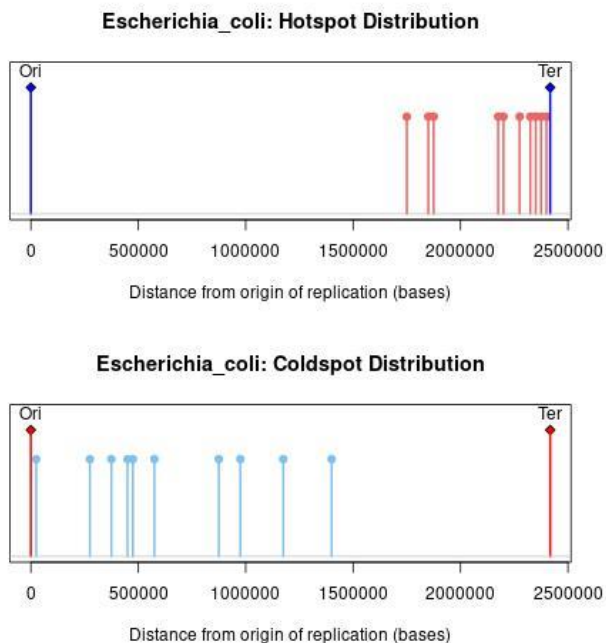 Escherichia_coli: Hotspot Distribution
Ori Ter
0 500000 1000000 1500000 2000000 2500000
Distance from origin of replication (bases)
Escherichia_coli: Coldspot Distribution
Ori Ter
0 500000 1000000 1500000 2000000 2500000
Distance from origin of replication (bases)